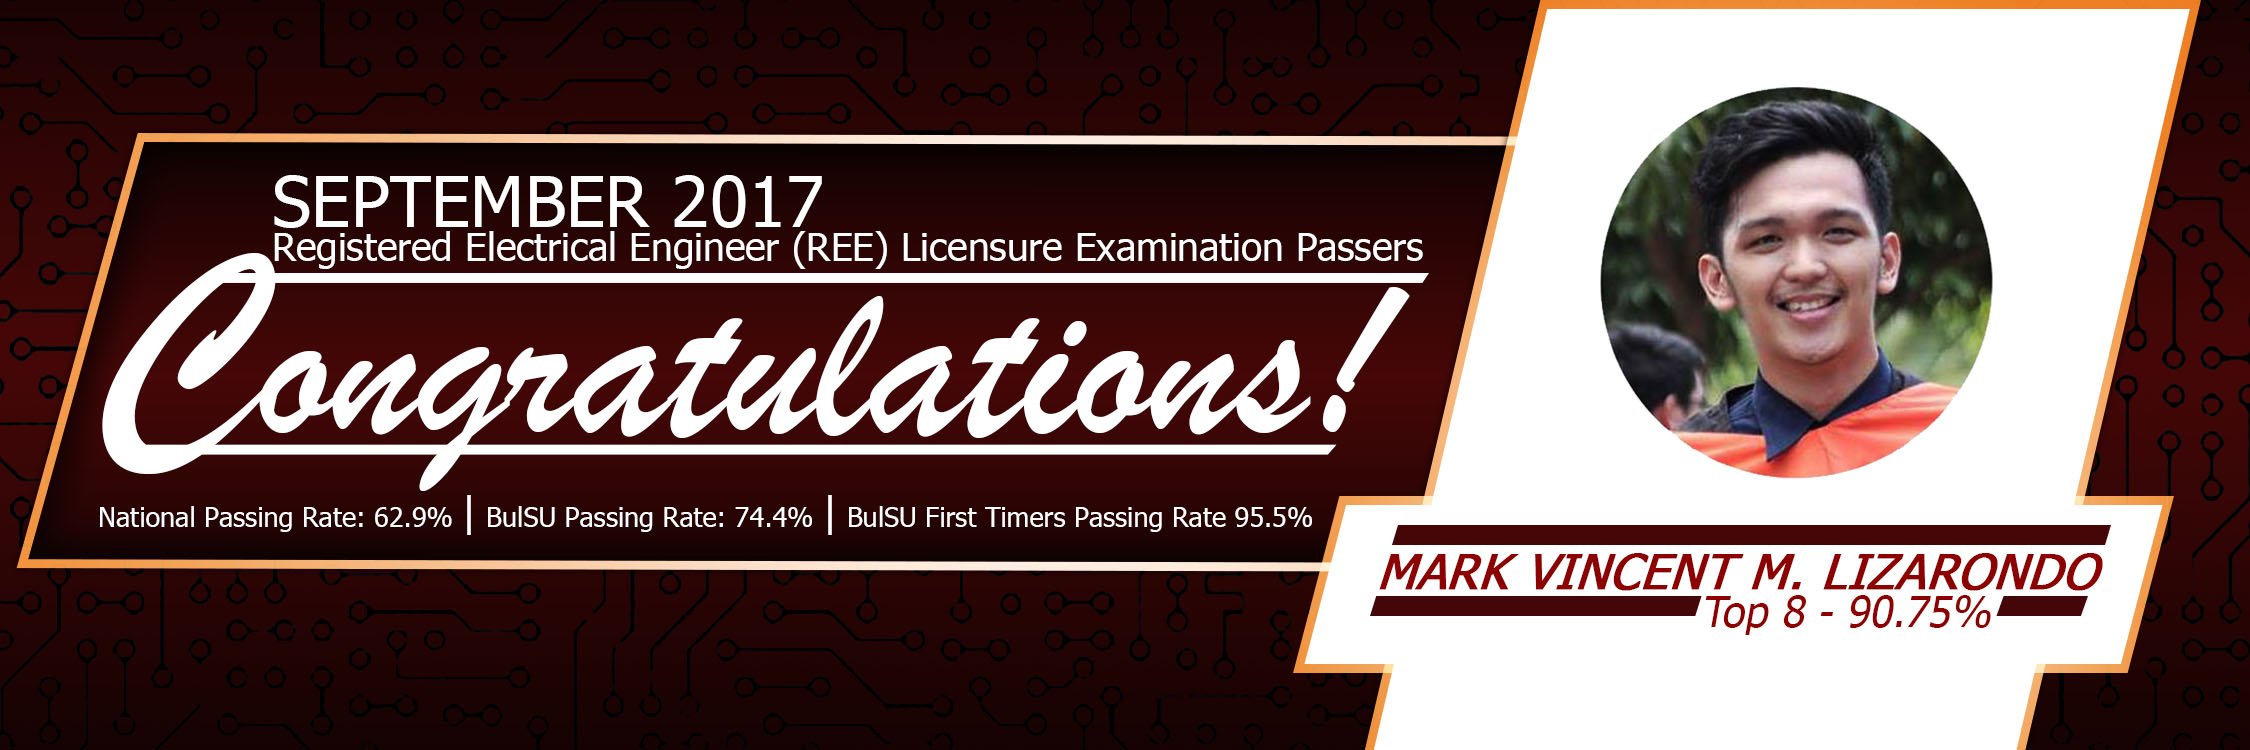 SEPTEMBER 2017
Registered Electrical Engineer (REE) Licensure Examination Passers
Congratulations!
National Passing Rate: 62.9% | BulSU Passing Rate: 74.4% | BulSU First Timers Passing Rate 95.5%
MARK VINCENT M. LIZARONDO
Top 8 - 90.75%